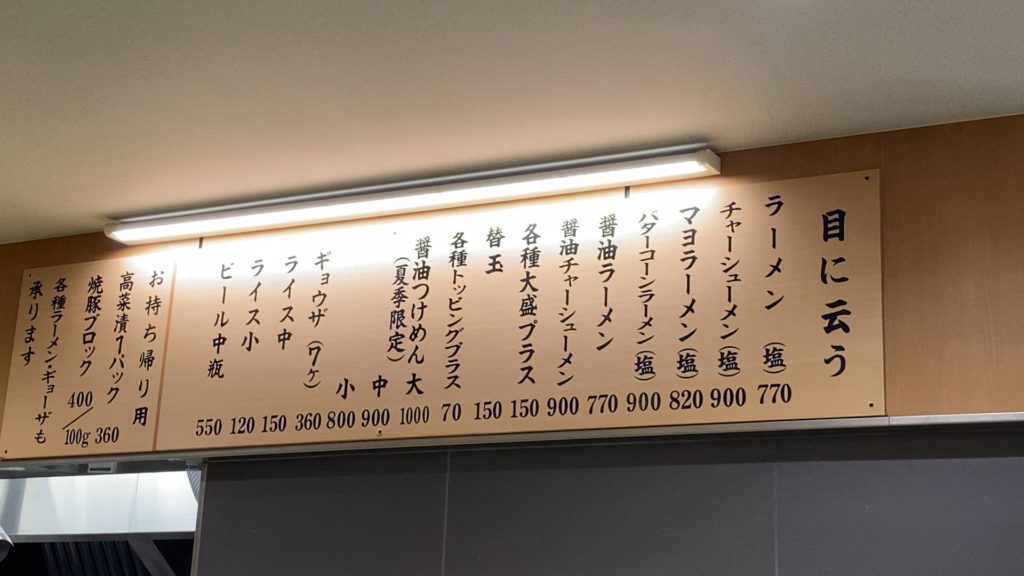 目に云う
ラーメン (塩) 770
チャーシューメン(塩) 900
マヨラーメン(塩) 820
バターコーンラーメン(塩) 900
醤油ラーメン 770
醤油チャーシューメン 900
各種大盛プラス 150
替玉 150
各種トッピングプラス 70
醤油つけめん 大 1000
(夏季限定) 中 900
小 800
ギョウザ(7ヶ) 360
ライス中 150
ライス小 120
ビール中瓶 550
お持ち帰り用
高菜漬1パック 360
焼豚ブロック 400/100g
各種ラーメン・ギョーザも
承ります